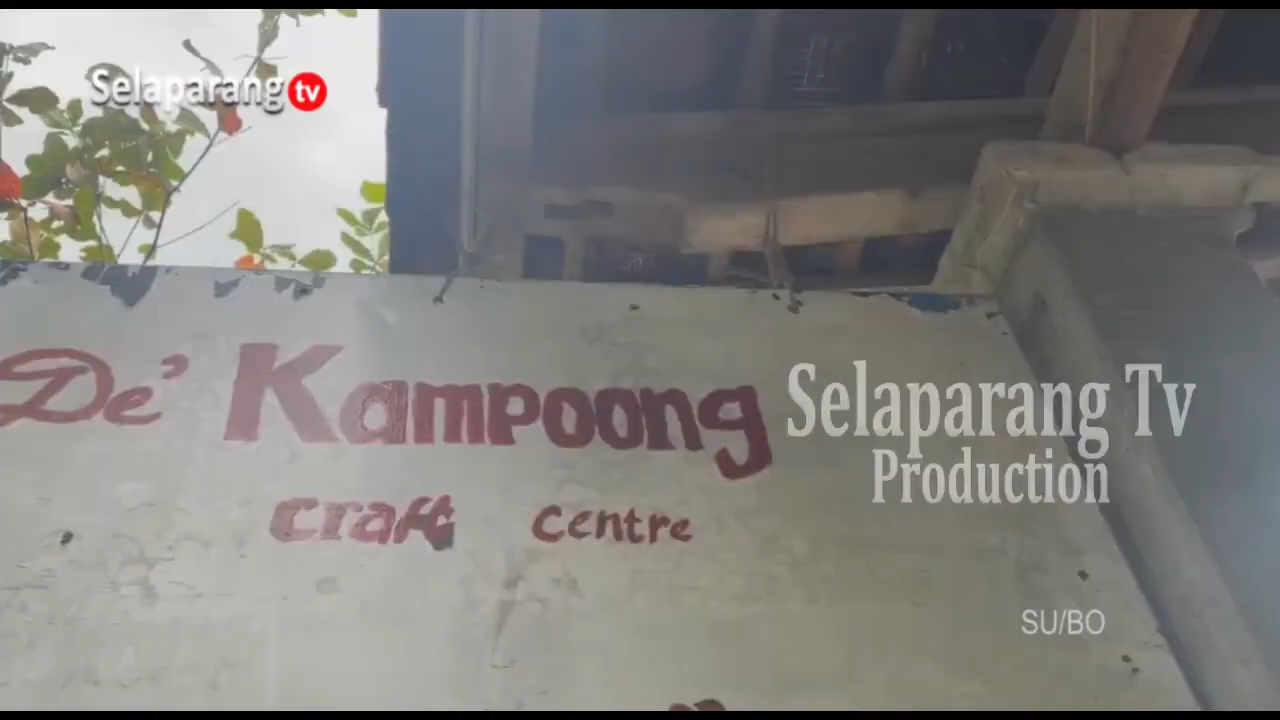 Selaparang tv
De' Kampoong
craft centre
Selaparang Tv
Production
SU/BO